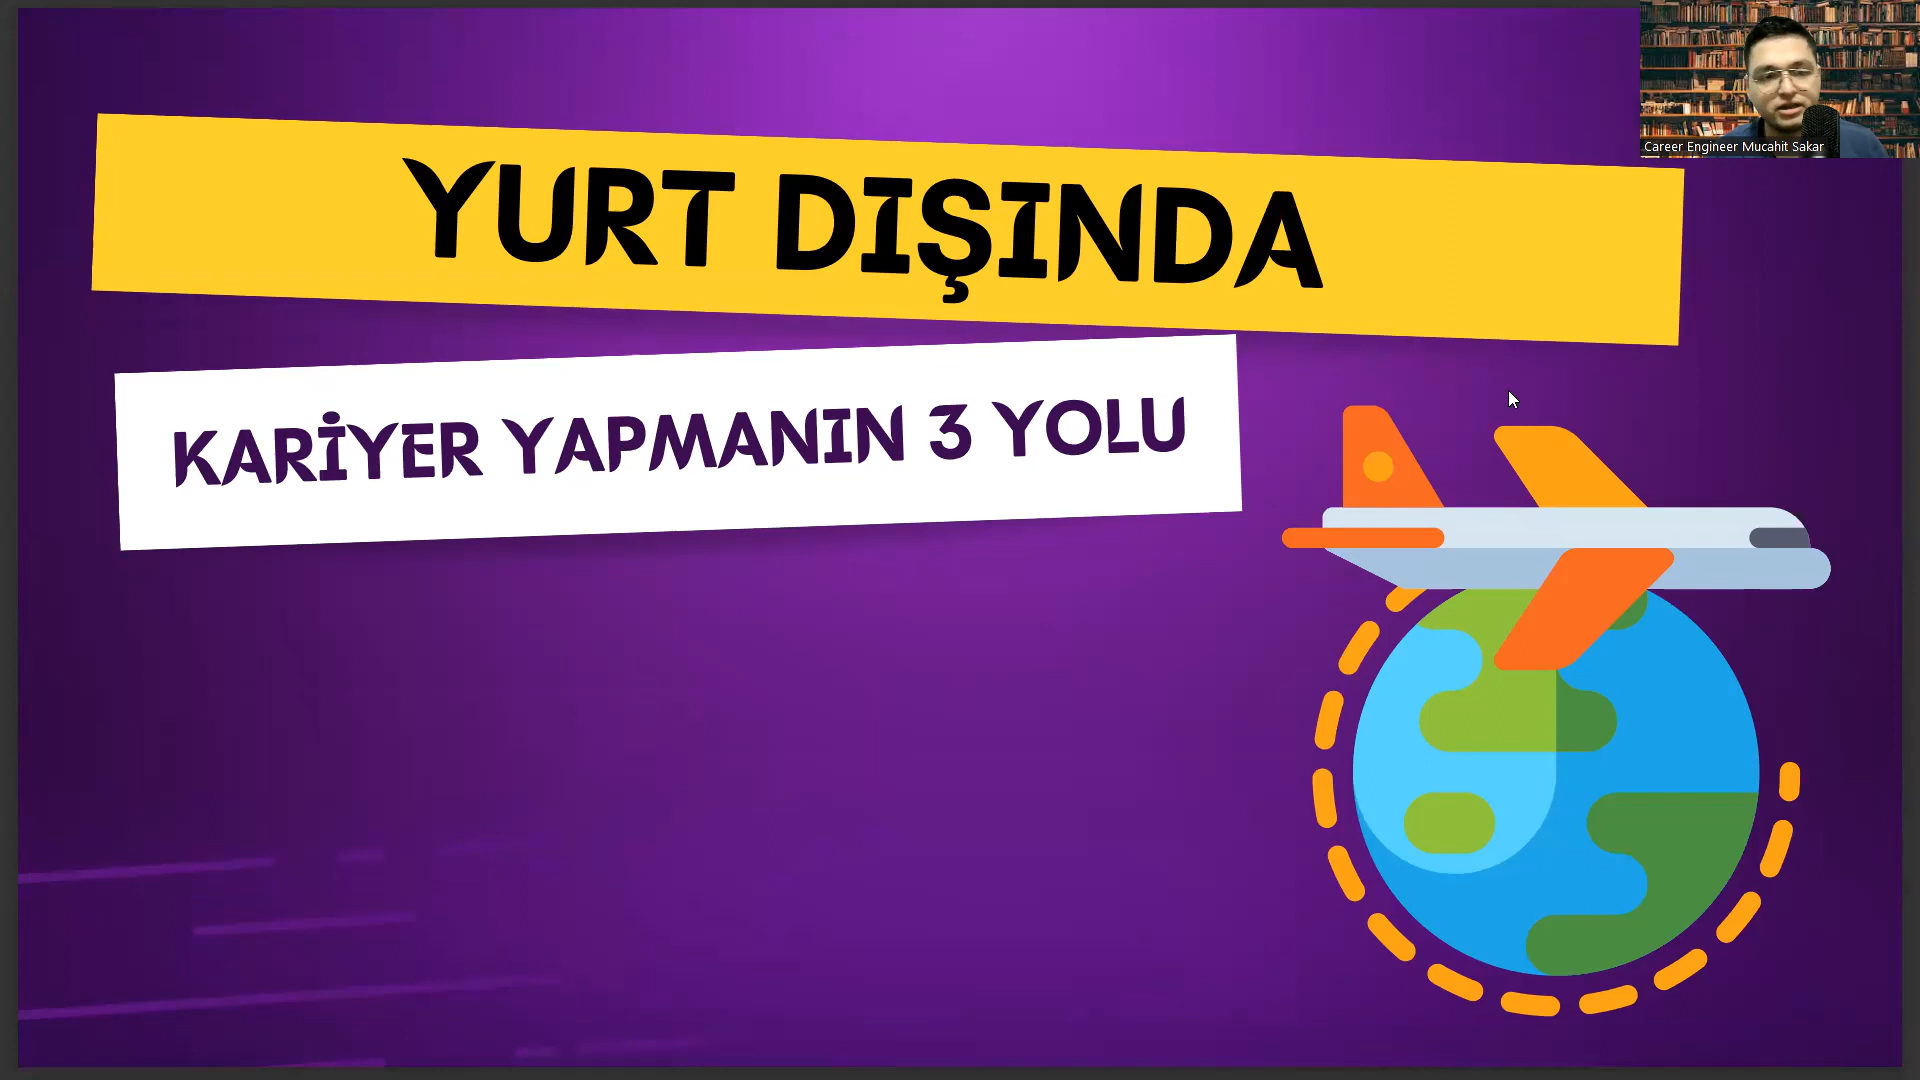 Career Engineer Mucahit Sakar
YURT DIŞINDA
KARİYER YAPMANIN 3 YOLU